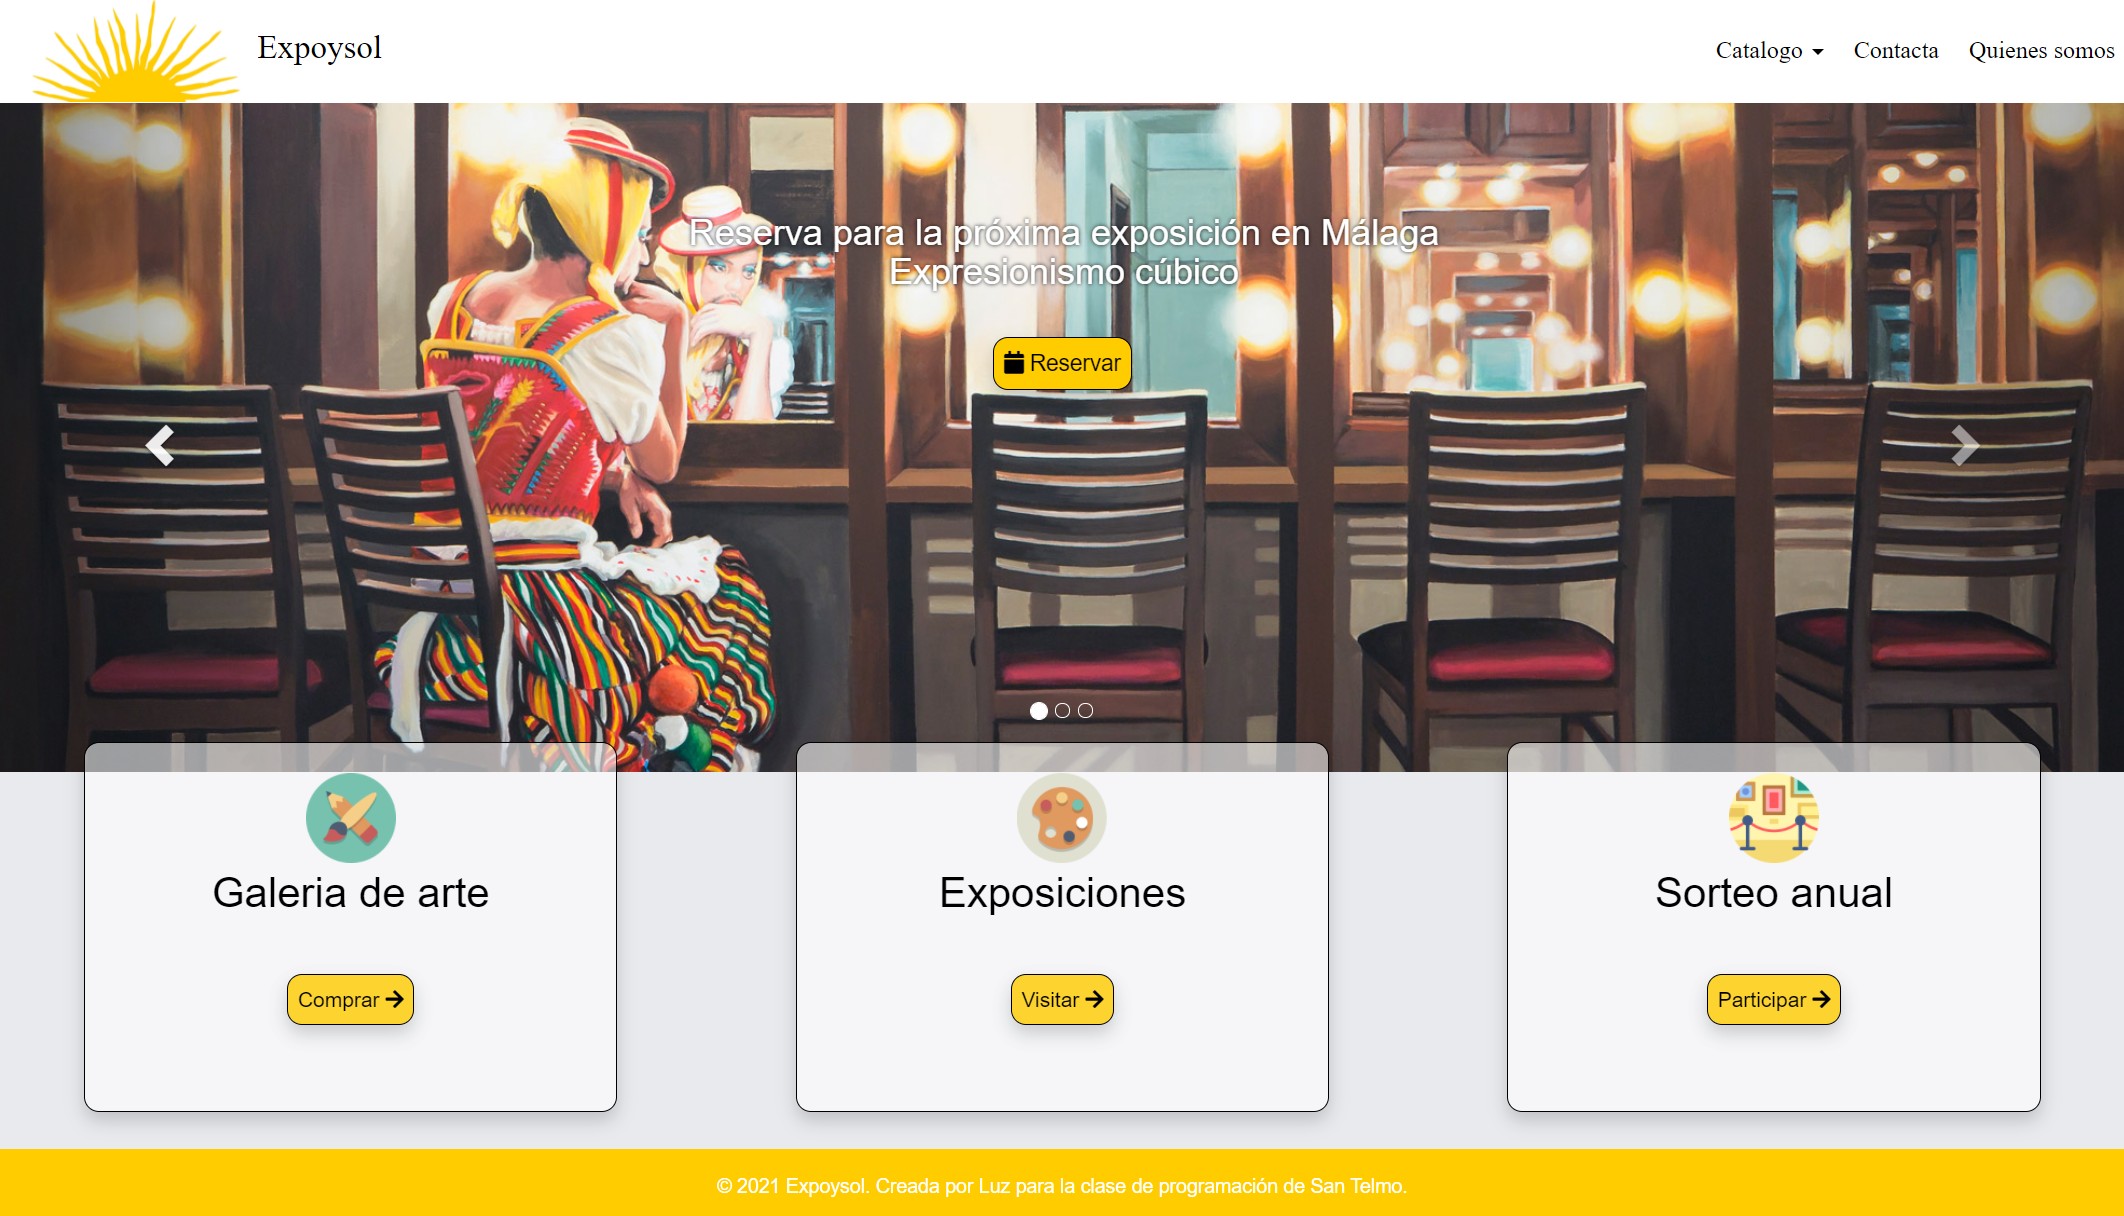 Expoysol
Catalogo
Contacta
Quienes somos
Reserva para la próxima exposición en Málaga
Expresionismo cúbico
Reservar
Galeria de arte
Exposiciones
Sorteo anual
Comprar
Visitar
Participar
© 2021 Expoysol. Creada por Luz para la clase de programación de San Telmo.